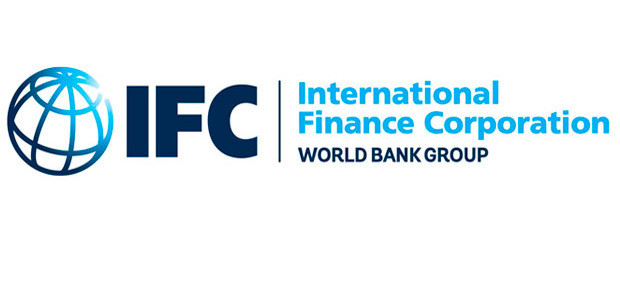 IFC
International
Finance Corporation
WORLD BANK GROUP